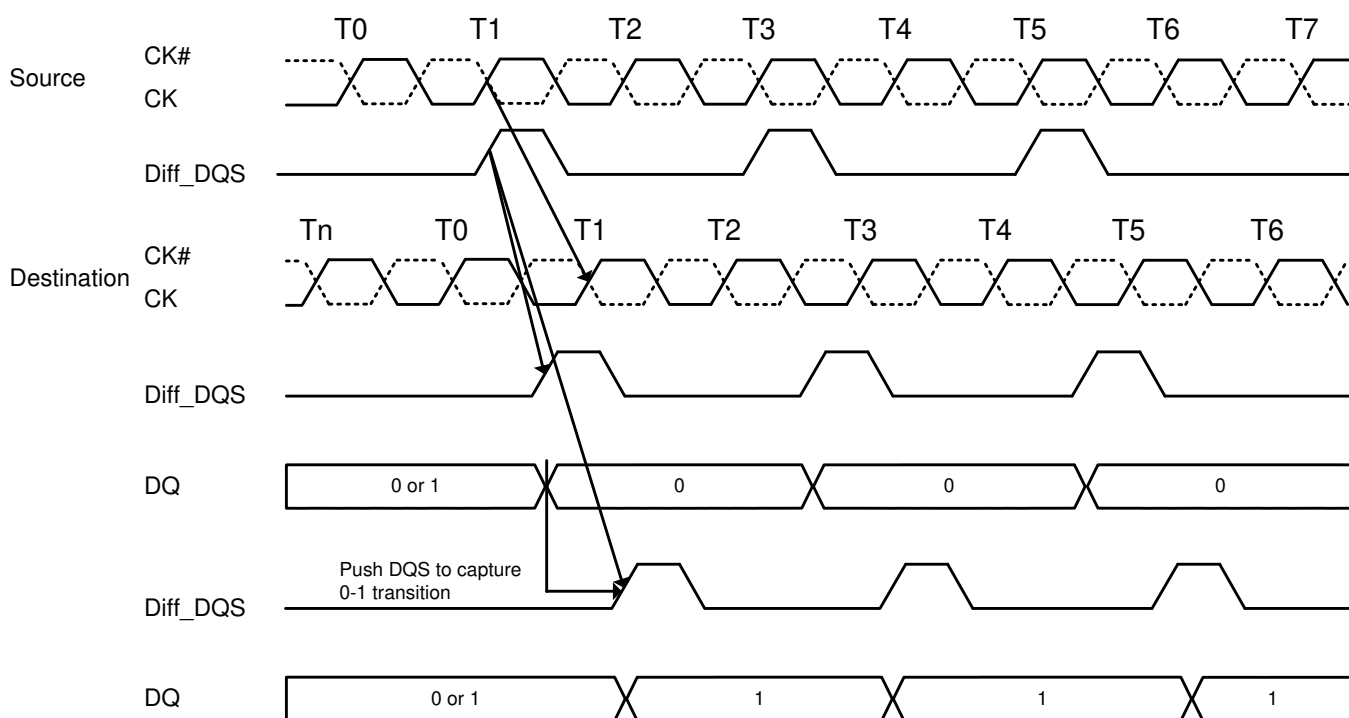 T0 T1 T2 T3 T4 T5 T6 T7
CK#
Source
CK
Diff_DQS
Tn T0 T1 T2 T3 T4 T5 T6
CK#
Destination
CK
Diff_DQS
DQ 0 or 1 0 0 0
Push DQS to capture
0-1 transition
Diff_DQS
DQ 0 or 1 1 1 1